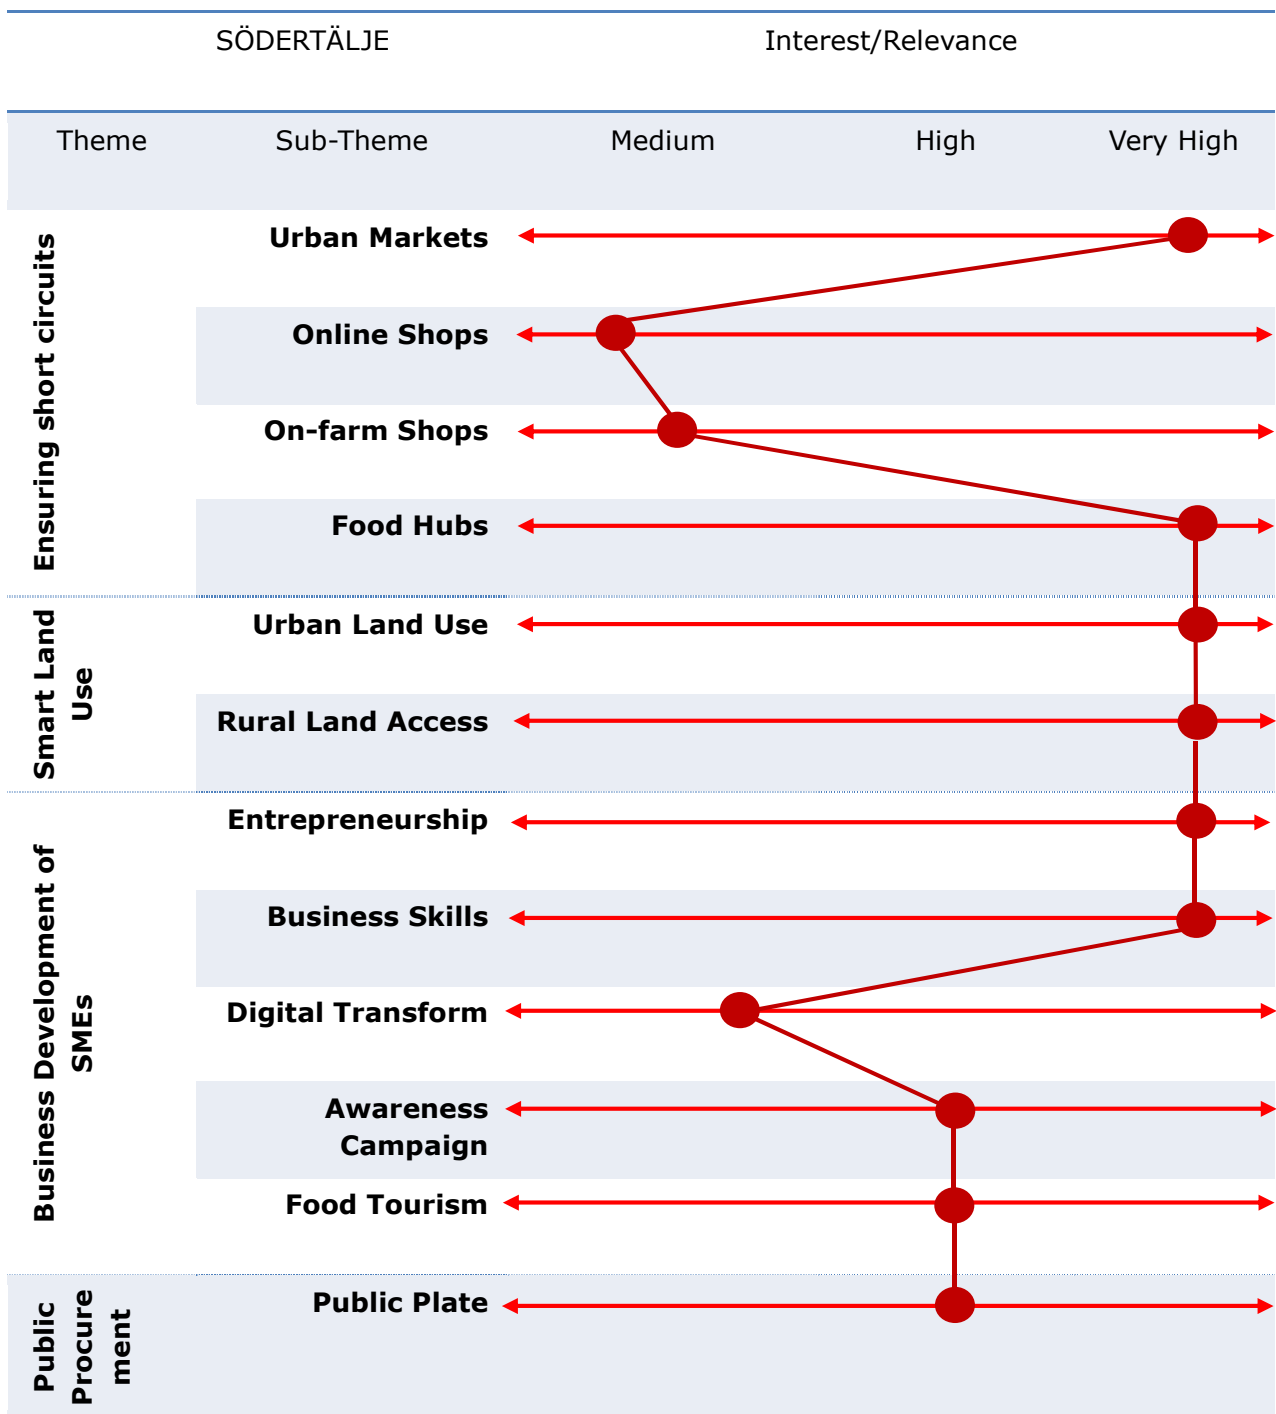 SÖDERTÄLJE Interest/Relevance
Theme Sub-Theme Medium High Very High
Ensuring short circuits
Urban Markets
Online Shops
On-farm Shops
Food Hubs
Smart Land
Use
Urban Land Use
Rural Land Access
Business Development of
SMEs
Entrepreneurship
Business Skills
Digital Transform
Awareness
Campaign
Food Tourism
Public
Procure
ment
Public Plate